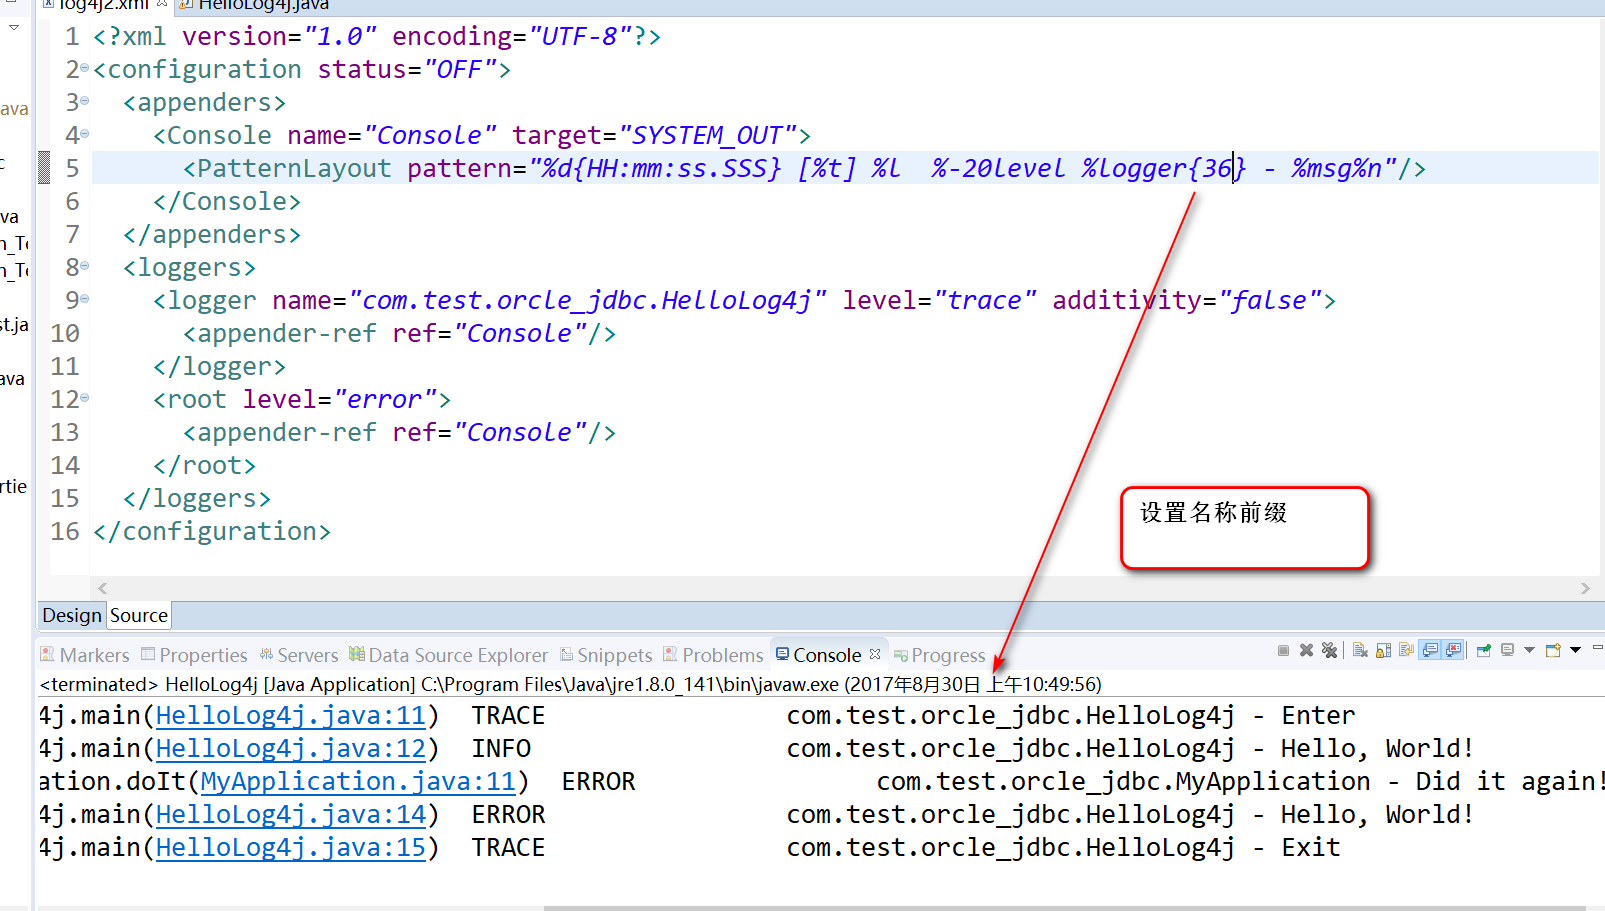 log4j2.xml HelloLog4j.java
1 <?xml version="1.0" encoding="UTF-8"?>
2 <configuration status="OFF">
3 <appenders>
4 <Console name="Console" target="SYSTEM_OUT">
5 <PatternLayout pattern="%d{HH:mm:ss.SSS} [%t] %l  %-20level %logger{36} - %msg%n"/>
6 </Console>
7 </appenders>
8 <loggers>
9 <logger name="com.test.orcle_jdbc.HelloLog4j" level="trace" additivity="false">
10 <appender-ref ref="Console"/>
11 </logger>
12 <root level="error">
13 <appender-ref ref="Console"/>
14 </root>
15 </loggers>
16 </configuration>
设置名称前缀
Design Source
Markers Properties Servers Data Source Explorer Snippets Problems Console Progress
<terminated> HelloLog4j [Java Application] C:\Program Files\Java\jre1.8.0_141\bin\javaw.exe (2017年8月30日 上午10:49:56)
4j.main(HelloLog4j.java:11)  TRACE                com.test.orcle_jdbc.HelloLog4j - Enter
4j.main(HelloLog4j.java:12)  INFO                 com.test.orcle_jdbc.HelloLog4j - Hello, World!
ation.doIt(MyApplication.java:11)  ERROR                com.test.orcle_jdbc.MyApplication - Did it again!
4j.main(HelloLog4j.java:14)  ERROR                com.test.orcle_jdbc.HelloLog4j - Hello, World!
4j.main(HelloLog4j.java:15)  TRACE                com.test.orcle_jdbc.HelloLog4j - Exit